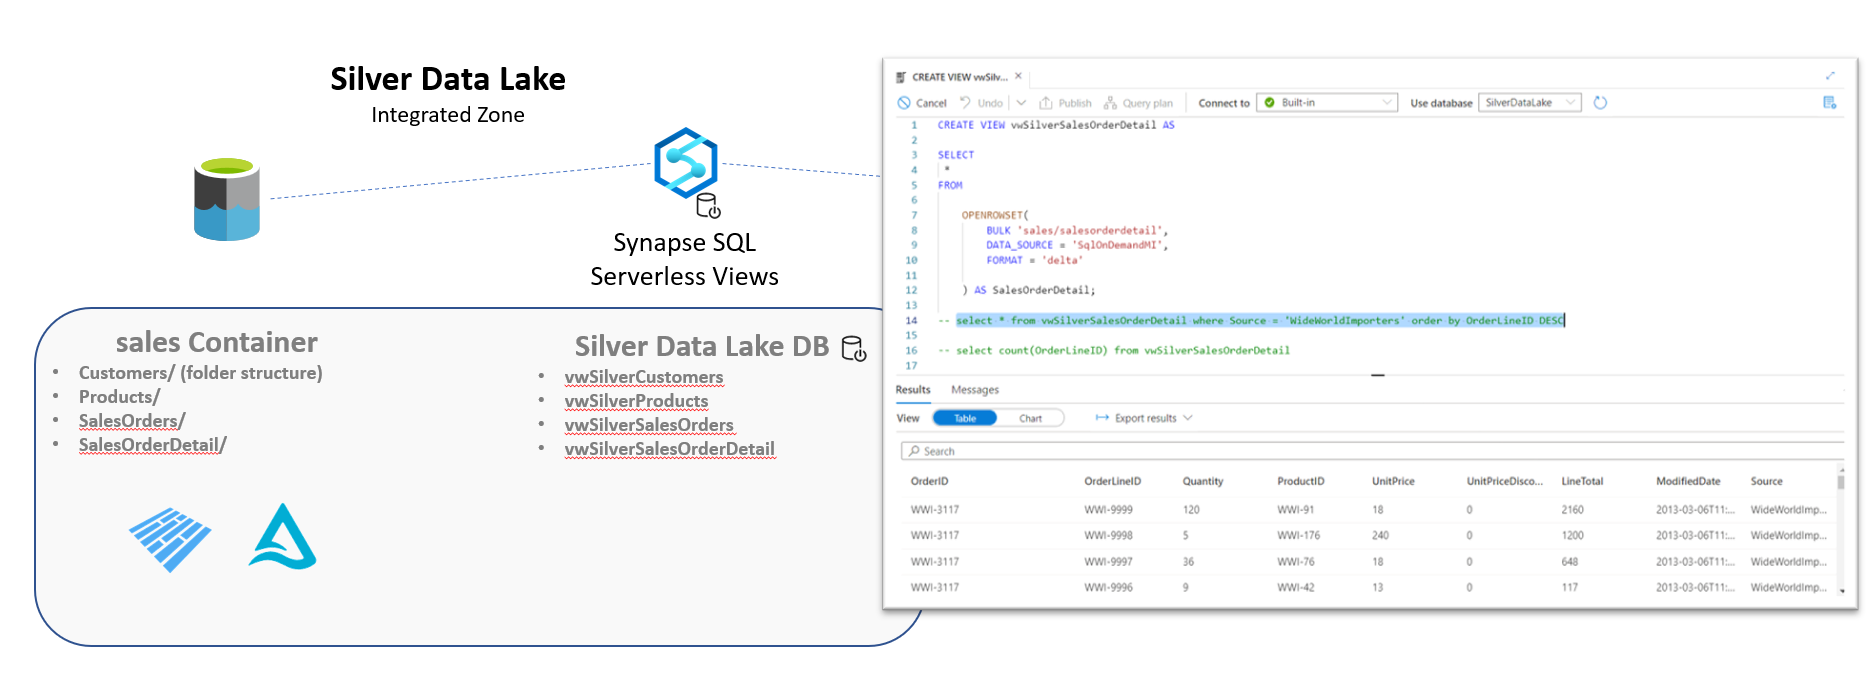 Silver Data Lake
Integrated Zone
Synapse SQL
Serverless Views
sales Container
• Customers/ (folder structure)
• Products/
• SalesOrders/
• SalesOrderDetail/
Silver Data Lake DB
• vwSilverCustomers
• vwSilverProducts
• vwSilverSalesOrders
• vwSilverSalesOrderDetail
CREATE VIEW vwSilv... ×
Cancel Undo Publish Query plan Connect to Built-in Use database SilverDataLake
1 CREATE VIEW vwSilverSalesOrderDetail AS
2
3 SELECT
4 *
5 FROM
6
7 OPENROWSET(
8 BULK 'sales/salesorderdetail',
9 DATA_SOURCE = 'SqlOnDemandMI',
10 FORMAT = 'delta'
11
12 ) AS SalesOrderDetail;
13
14 -- select * from vwSilverSalesOrderDetail where Source = 'WideWorldImporters' order by OrderLineID DESC
15
16 -- select count(OrderLineID) from vwSilverSalesOrderDetail
17
Results Messages
View Table Chart Export results
Search
OrderID OrderLineID Quantity ProductID UnitPrice UnitPriceDisco... LineTotal ModifiedDate Source
WWI-3117 WWI-9999 120 WWI-91 18 0 2160 2013-03-06T11:... WideWorldImp...
WWI-3117 WWI-9998 5 WWI-176 240 0 1200 2013-03-06T11:... WideWorldImp...
WWI-3117 WWI-9997 36 WWI-76 18 0 648 2013-03-06T11:... WideWorldImp...
WWI-3117 WWI-9996 9 WWI-42 13 0 117 2013-03-06T11:... WideWorldImp...